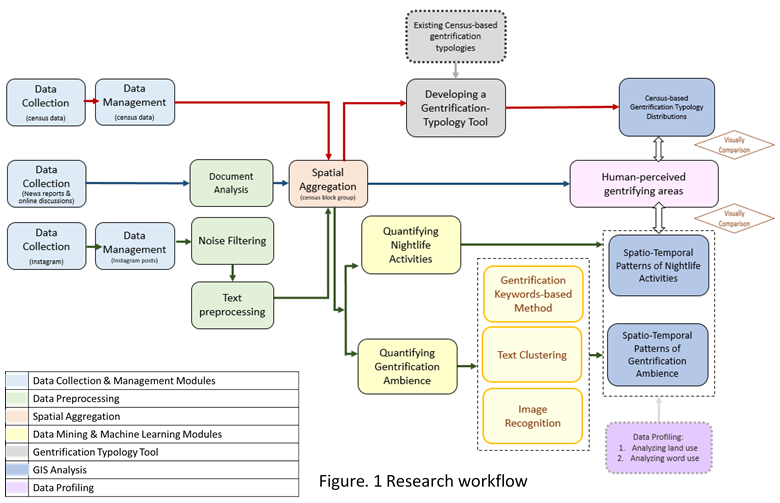 Existing Census-based
gentrification
typologies
Data
Collection
(census data)
Data
Management
(census data)
Developing a
Gentrification-
Typology Tool
Census-based
Gentrification Typology
Distributions
Visually
Comparison
Data
Collection
(News reports &
online discussions)
Document
Analysis
Spatial
Aggregation
(census block group)
Human-perceived
gentrifying areas
Visually
Comparison
Data
Collection
(Instagram)
Data
Management
(Instagram posts)
Noise Filtering
Text
preprocessing
Quantifying
Nightlife
Activities
Spatio-Temporal
Patterns of Nightlife
Activities
Gentrification
Keywords-based
Method
Text Clustering
Image
Recognition
Quantifying
Gentrification
Ambience
Spatio-Temporal
Patterns of
Gentrification
Ambience
Data Profiling:
1. Analyzing land use
2. Analyzing word use
Data Collection & Management Modules
Data Preprocessing
Spatial Aggregation
Data Mining & Machine Learning Modules
Gentrification Typology Tool
GIS Analysis
Data Profiling
Figure. 1 Research workflow